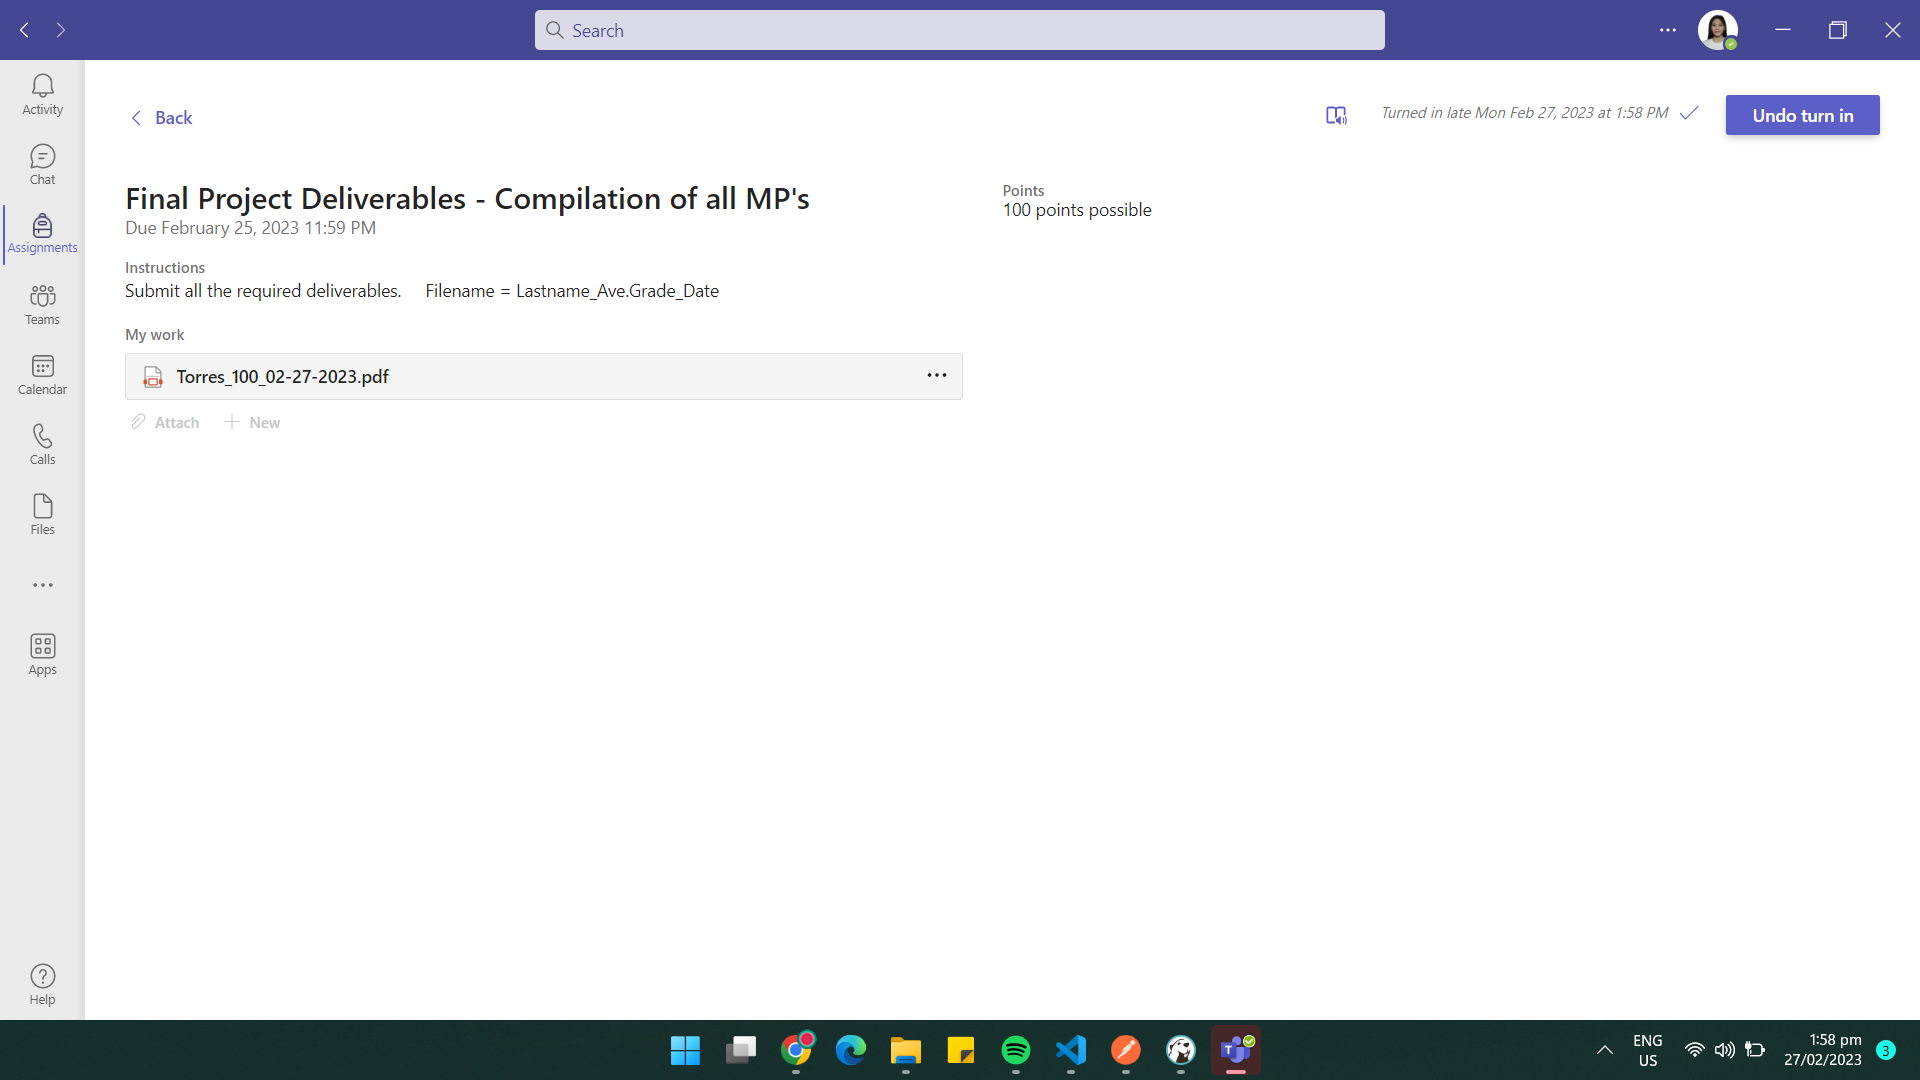 Search
Activity
Chat
Assignments
Teams
Calendar
Calls
Files
Apps
Help
Back
Turned in late Mon Feb 27, 2023 at 1:58 PM
Undo turn in
Final Project Deliverables - Compilation of all MP's
Due February 25, 2023 11:59 PM
Points
100 points possible
Instructions
Submit all the required deliverables. Filename = Lastname_Ave.Grade_Date
My work
Torres_100_02-27-2023.pdf
Attach
New
ENG
US
1:58 pm
27/02/2023
3